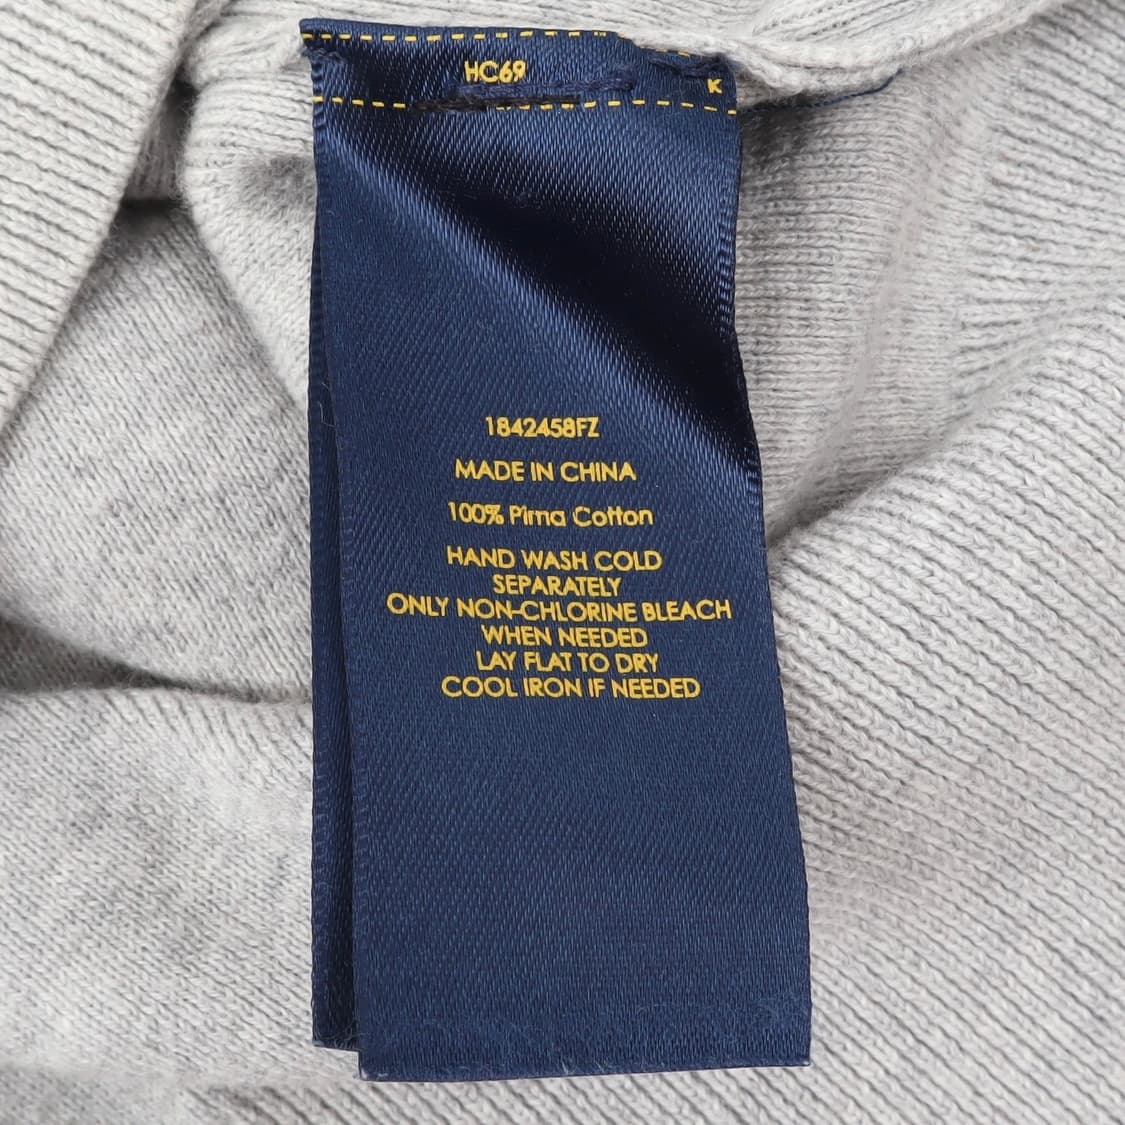 HC69
K
1842458FZ
MADE IN CHINA
100% Pima Cotton
HAND WASH COLD
SEPARATELY
ONLY NON-CHLORINE BLEACH
WHEN NEEDED
LAY FLAT TO DRY
COOL IRON IF NEEDED